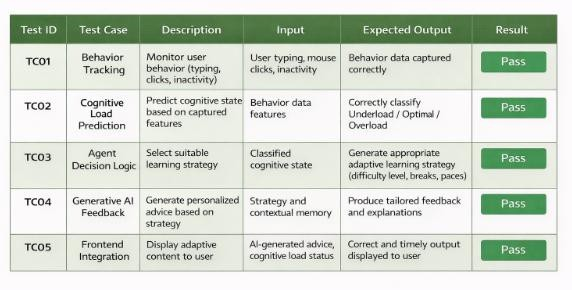 Test ID Test Case Description Input Expected Output Result
TC01 Behavior Tracking Monitor user behavior (typing, clicks, inactivity) User typing, mouse clicks, inactivity Behavior data captured correctly Pass
TC02 Cognitive Load Prediction Predict cognitive state based on captured features Behavior data features Correctly classify Underload / Optimal / Overload Pass
TC03 Agent Decision Logic Select suitable learning strategy Classified cognitive state Generate appropriate adaptive learning strategy (difficulty level, breaks, paces) Pass
TC04 Generative AI Feedback Generate personalized advice based on strategy Strategy and contextual memory Produce tailored feedback and explanations Pass
TC05 Frontend Integration Display adaptive content to user AI-generated advice, cognitive load status Correct and timely output displayed to user Pass